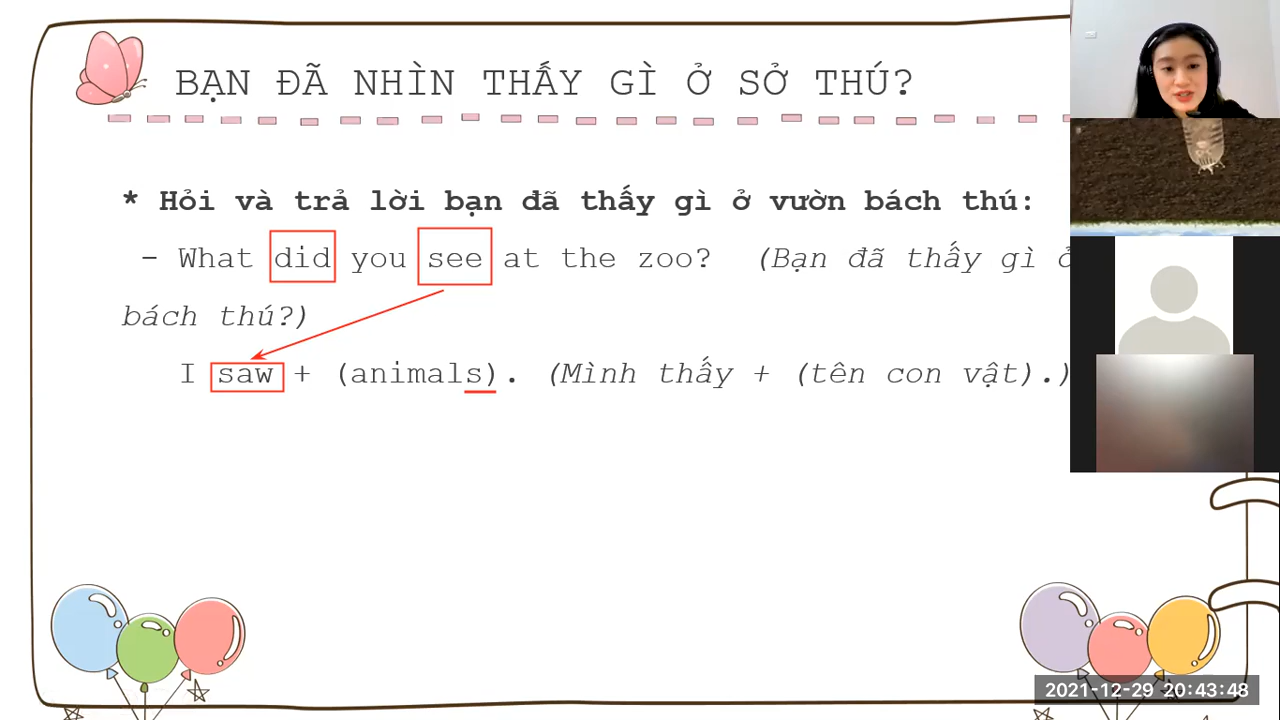 BẠN ĐÃ NHÌN THẤY GÌ Ở SỞ THÚ?
* Hỏi và trả lời bạn đã thấy gì ở vườn bách thú:
- What did you see at the zoo? (Bạn đã thấy gì ở
bách thú?)
I saw + (animals). (Mình thấy + (tên con vật).)
2021-12-29 20:43:48